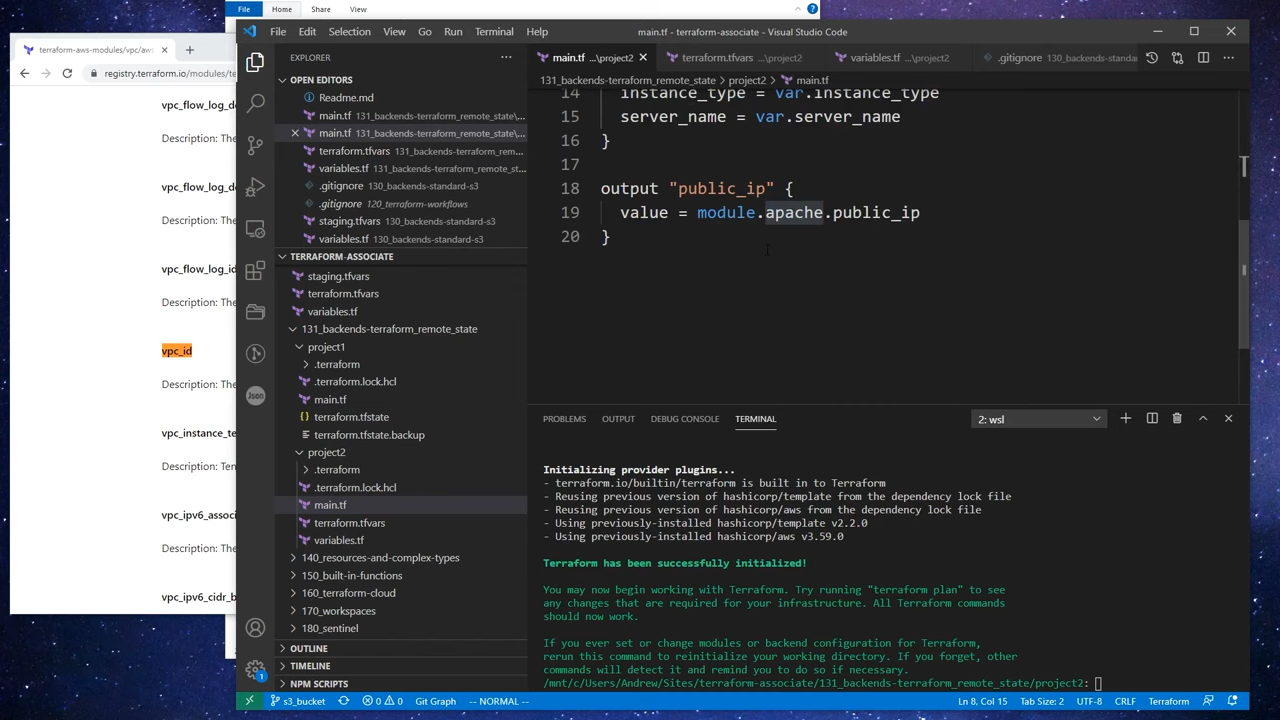 File Home Share View
terraform-aws-modules/vpc/aws
registry.terraform.io/modules/te
vpc_flow_log_de
Description: The
vpc_flow_log_de
Description: The
vpc_flow_log_id
Description: The
vpc_id
Description: The
vpc_instance_te
Description: Ten
vpc_ipv6_associ
Description: The
vpc_ipv6_cidr_b
File Edit Selection View Go Run Terminal Help
main.tf - terraform-associate - Visual Studio Code
EXPLORER
OPEN EDITORS
Readme.md
main.tf 131_backends-terraform_remote_state\...
main.tf 131_backends-terraform_remote_state\...
terraform.tfvars 131_backends-terraform_rem...
variables.tf 131_backends-terraform_remote_st...
.gitignore 130_backends-standard-s3
.gitignore 120_terraform-workflows
staging.tfvars 130_backends-standard-s3
variables.tf 130_backends-standard-s3
TERRAFORM-ASSOCIATE
staging.tfvars
terraform.tfvars
variables.tf
131_backends-terraform_remote_state
project1
.terraform
.terraform.lock.hcl
main.tf
terraform.tfstate
terraform.tfstate.backup
project2
.terraform
.terraform.lock.hcl
main.tf
terraform.tfvars
variables.tf
140_resources-and-complex-types
150_built-in-functions
160_terraform-cloud
170_workspaces
180_sentinel
OUTLINE
TIMELINE
NPM SCRIPTS
main.tf ...\project2
terraform.tfvars ...\project2
variables.tf ...\project2
.gitignore 130_backends-standa
131_backends-terraform_remote_state > project2 > main.tf
14 instance_type = var.instance_type
15 server_name = var.server_name
16 }
17
18 output "public_ip" {
19 value = module.apache.public_ip
20 }
PROBLEMS OUTPUT DEBUG CONSOLE TERMINAL
2: wsl
Initializing provider plugins...
- terraform.io/builtin/terraform is built in to Terraform
- Reusing previous version of hashicorp/template from the dependency lock file
- Reusing previous version of hashicorp/aws from the dependency lock file
- Using previously-installed hashicorp/template v2.2.0
- Using previously-installed hashicorp/aws v3.59.0
Terraform has been successfully initialized!
You may now begin working with Terraform. Try running "terraform plan" to see
any changes that are required for your infrastructure. All Terraform commands
should now work.
If you ever set or change modules or backend configuration for Terraform,
rerun this command to reinitialize your working directory. If you forget, other
commands will detect it and remind you to do so if necessary.
/mnt/c/Users/Andrew/Sites/terraform-associate/131_backends-terraform_remote_state/project2:
Json
1
s3_bucket 0 0 Git Graph -- NORMAL -- Ln 8, Col 15 Tab Size: 2 UTF-8 CRLF Terraform